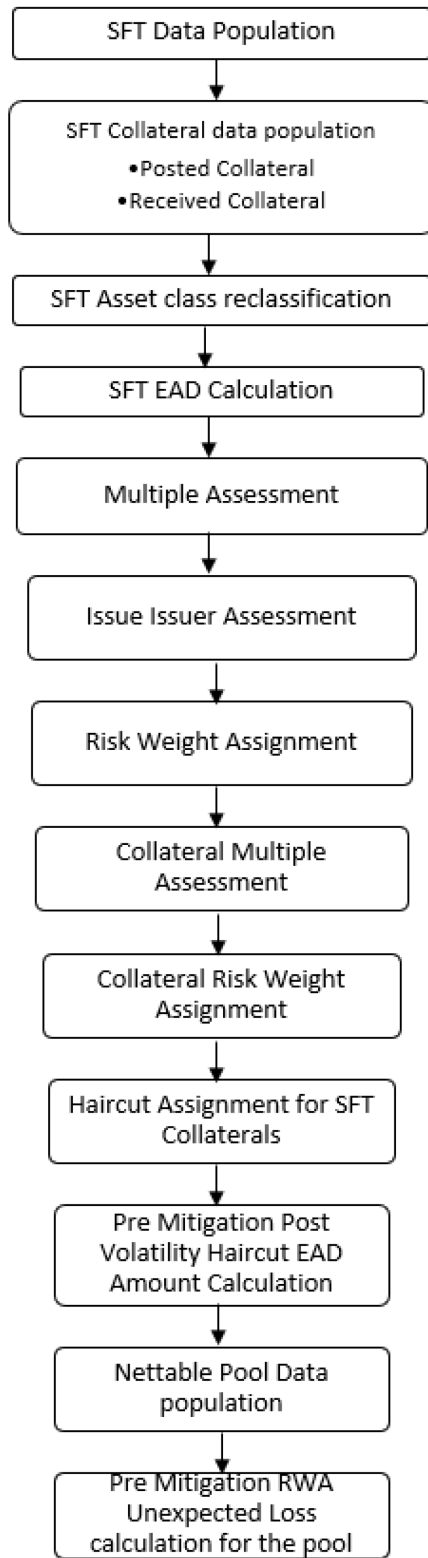 SFT Data Population
SFT Collateral data population
•Posted Collateral
•Received Collateral
SFT Asset class reclassification
SFT EAD Calculation
Multiple Assessment
Issue Issuer Assessment
Risk Weight Assignment
Collateral Multiple
Assessment
Collateral Risk Weight
Assignment
Haircut Assignment for SFT
Collaterals
Pre Mitigation Post
Volatility Haircut EAD
Amount Calculation
Nettable Pool Data
population
Pre Mitigation RWA
Unexpected Loss
calculation for the pool